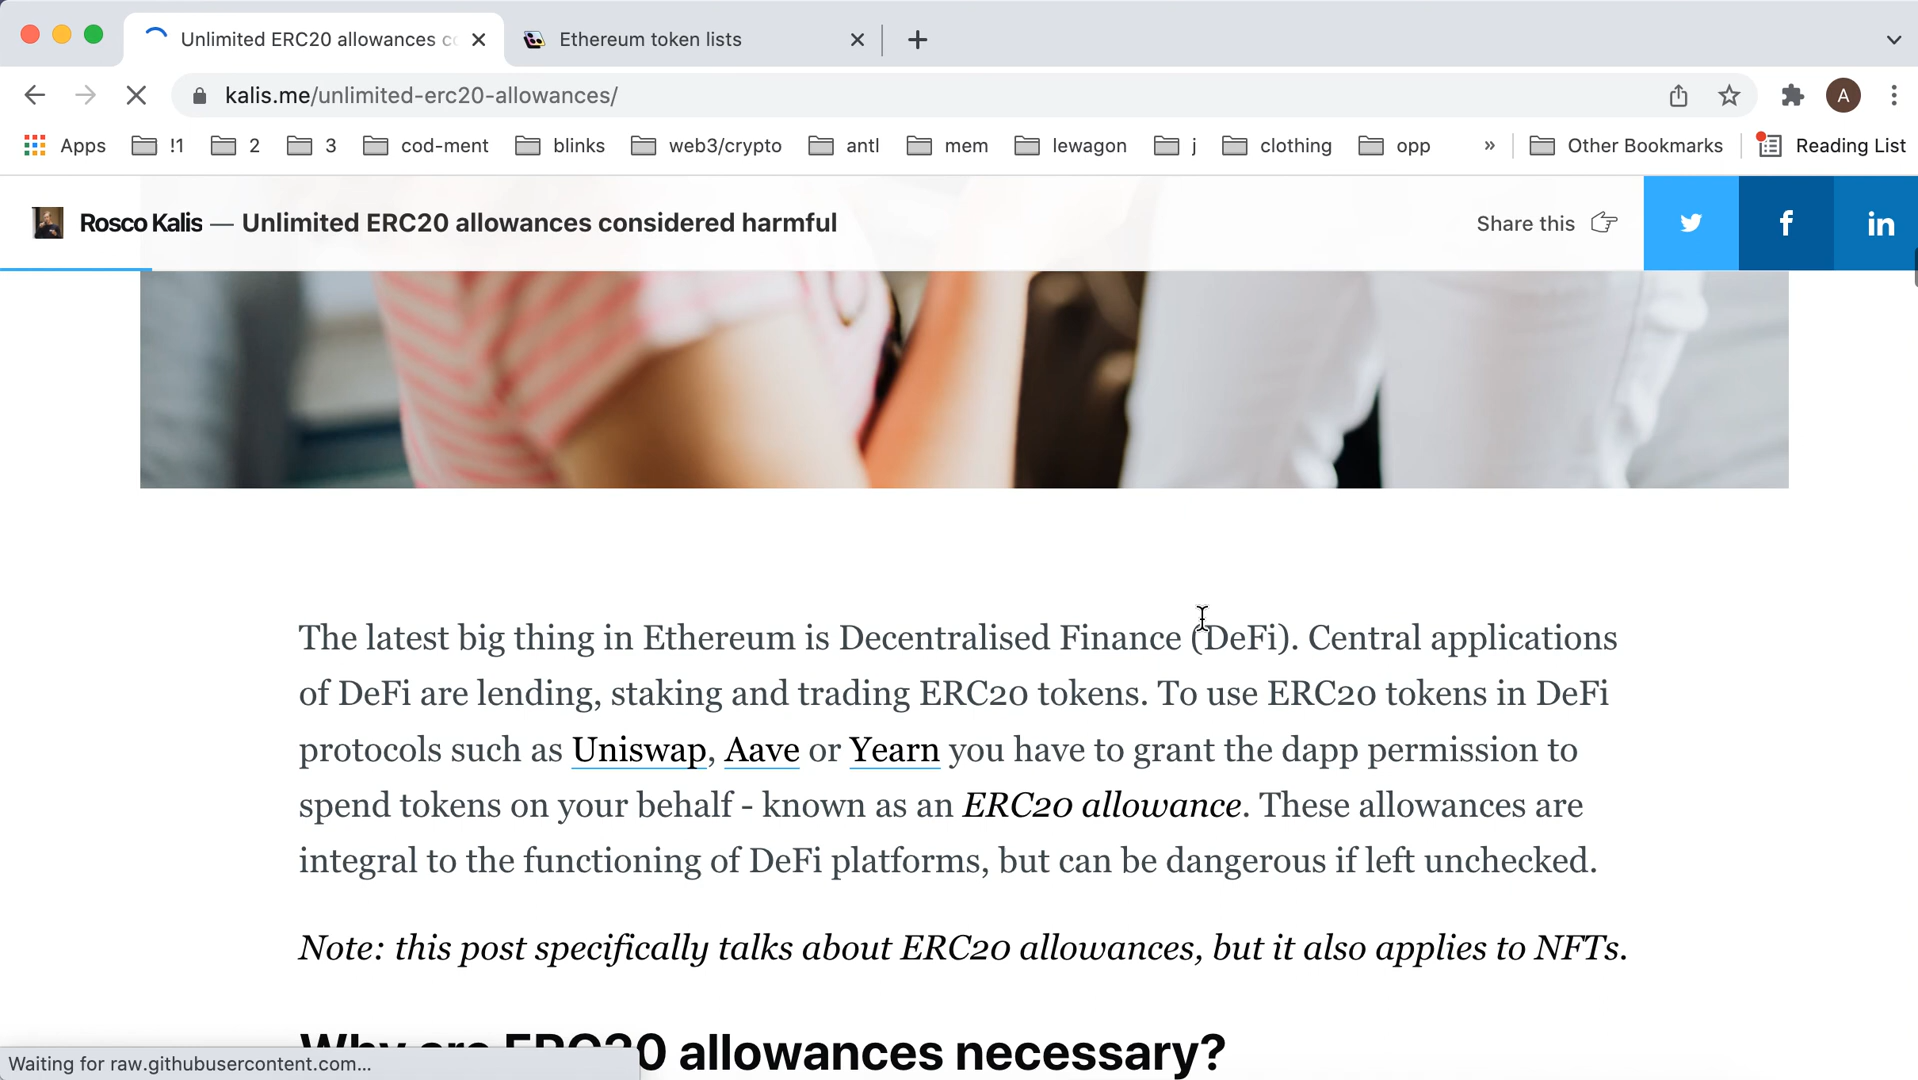 Unlimited ERC20 allowances co
Ethereum token lists
kalis.me/unlimited-erc20-allowances/
A
Apps
!1
2
3
cod-ment
blinks
web3/crypto
antl
mem
lewagon
j
clothing
opp
»
Other Bookmarks
Reading List
Rosco Kalis — Unlimited ERC20 allowances considered harmful
Share this
The latest big thing in Ethereum is Decentralised Finance (DeFi). Central applications
of DeFi are lending, staking and trading ERC20 tokens. To use ERC20 tokens in DeFi
protocols such as Uniswap, Aave or Yearn you have to grant the dapp permission to
spend tokens on your behalf - known as an ERC20 allowance. These allowances are
integral to the functioning of DeFi platforms, but can be dangerous if left unchecked.
Note: this post specifically talks about ERC20 allowances, but it also applies to NFTs.
Why are ERC20 allowances necessary?
Waiting for raw.githubusercontent.com...